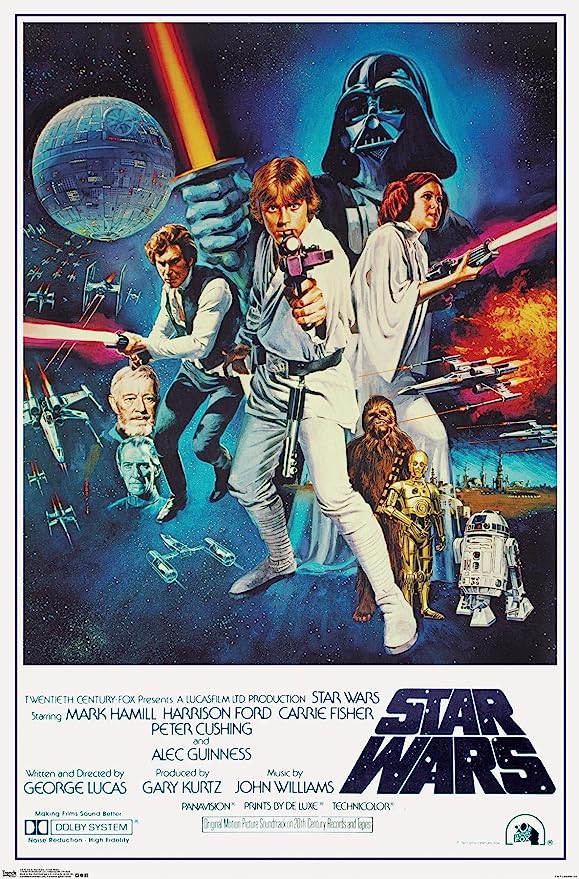 TWENTIETH CENTURY-FOX Presents A LUCASFILM LTD PRODUCTION STAR WARS
Starring MARK HAMILL HARRISON FORD CARRIE FISHER
PETER CUSHING
and
ALEC GUINNESS
Written and Directed by GEORGE LUCAS
Produced by GARY KURTZ
Music by JOHN WILLIAMS
PANAVISION® PRINTS BY DE LUXE® TECHNICOLOR®
Making Films Sound Better
DOLBY SYSTEM®
Noise Reduction · High Fidelity
Original Motion Picture Soundtrack on 20th Century Records and Tapes
STAR
WARS